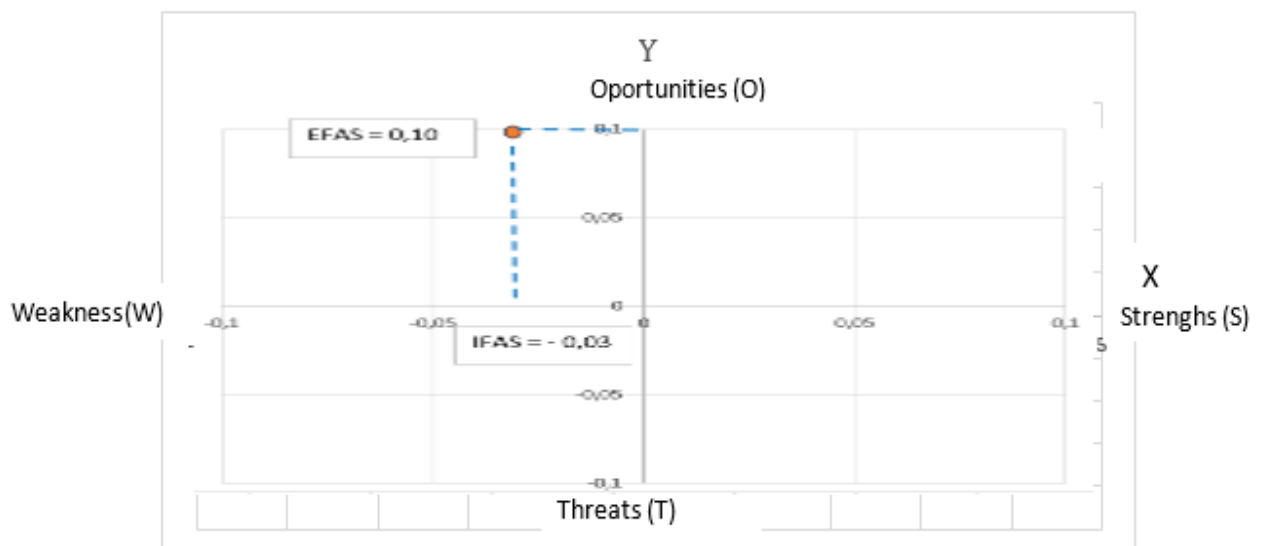 Y
Oportunities (O)
EFAS = 0,10
0,1
0,05
X
Weakness(W)
0
Strenghs (S)
-0,1
-0,05
0
0,05
0,1
-
5
IFAS = - 0,03
-0,05
-0,1
Threats (T)